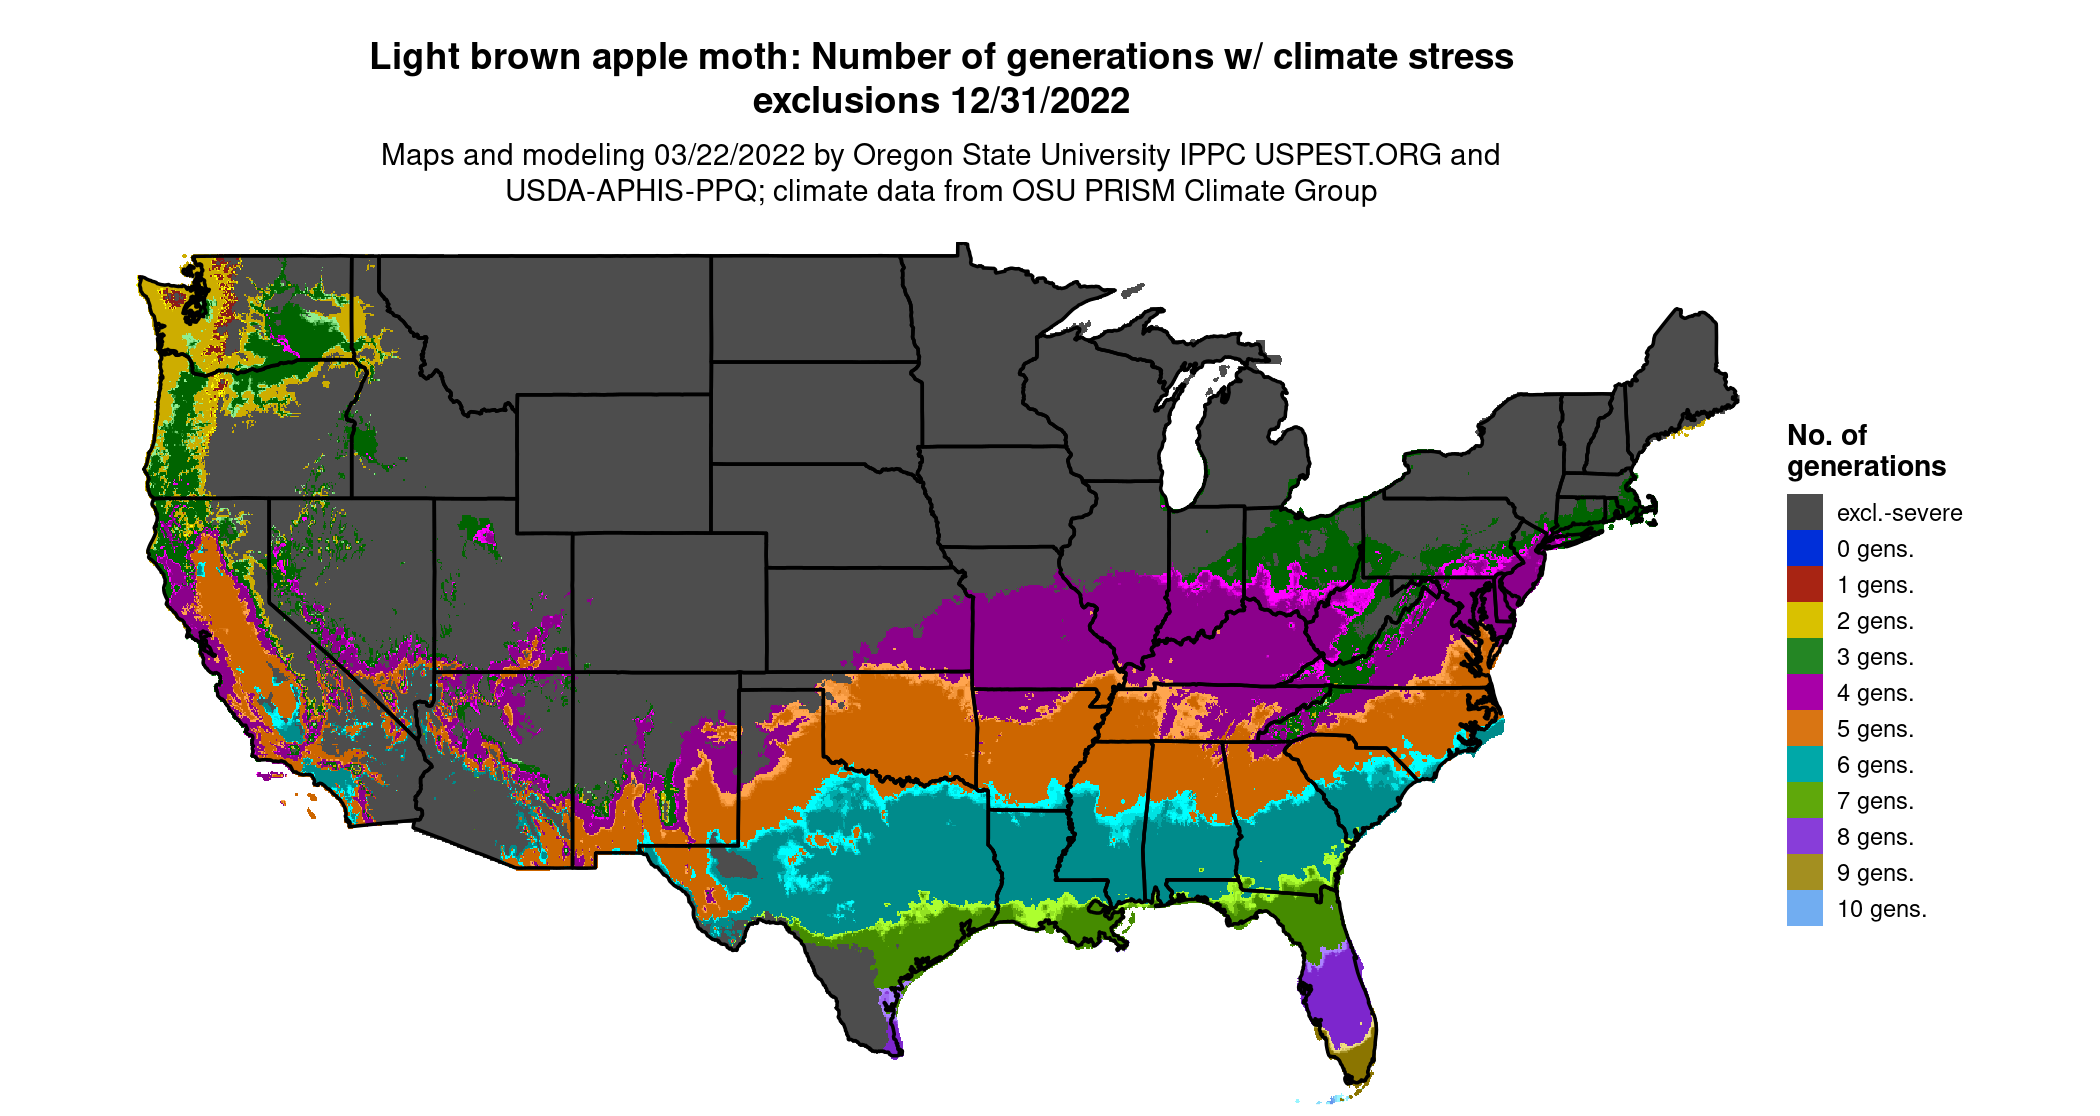 Light brown apple moth: Number of generations w/ climate stress
exclusions 12/31/2022
Maps and modeling 03/22/2022 by Oregon State University IPPC USPEST.ORG and
USDA-APHIS-PPQ; climate data from OSU PRISM Climate Group
No. of
generations
excl.-severe
0 gens.
1 gens.
2 gens.
3 gens.
4 gens.
5 gens.
6 gens.
7 gens.
8 gens.
9 gens.
10 gens.